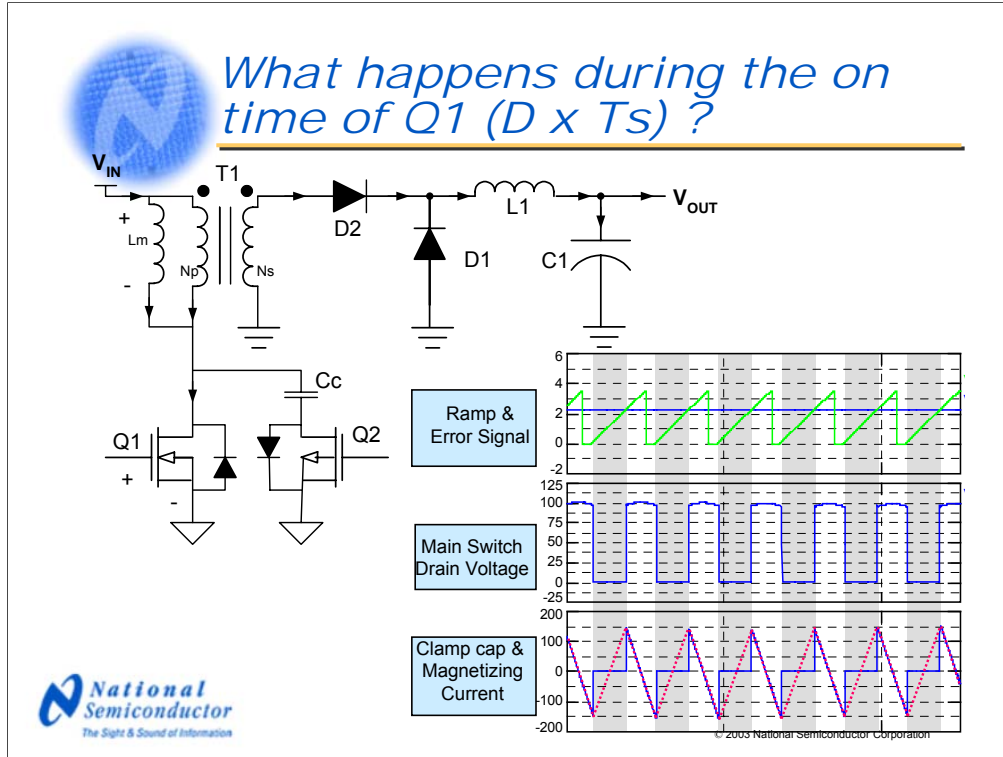 What happens during the on
time of Q1 (D x Ts) ?
VIN
T1
+
Lm
-
Np
Ns
D2
D1
L1
C1
VOUT
Cc
Q1
+
-
Q2
Ramp &
Error Signal
6
4
2
0
-2
Main Switch
Drain Voltage
125
100
75
50
25
0
-25
Clamp cap &
Magnetizing
Current
200
100
0
-100
-200
National
Semiconductor
The Sight & Sound of Information
© 2003 National Semiconductor Corporation